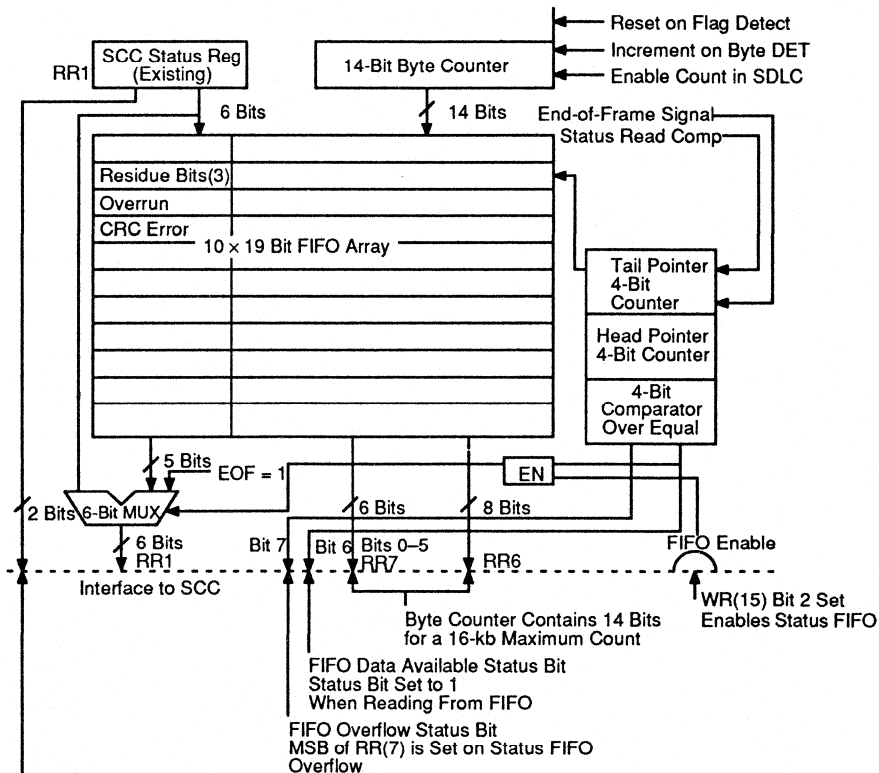 Reset on Flag Detect
Increment on Byte DET
Enable Count in SDLC
RR1
SCC Status Reg
(Existing)
14-Bit Byte Counter
6 Bits
14 Bits
End-of-Frame Signal
Status Read Comp
Residue Bits(3)
Overrun
CRC Error
10 × 19 Bit FIFO Array
Tail Pointer
4-Bit
Counter
Head Pointer
4-Bit Counter
4-Bit
Comparator
Over Equal
5 Bits
EOF = 1
EN
2 Bits
6-Bit MUX
6 Bits
8 Bits
6 Bits
RR1
Bit 7
Bit 6
Bits 0–5
RR7
RR6
FIFO Enable
Interface to SCC
WR(15) Bit 2 Set
Enables Status FIFO
Byte Counter Contains 14 Bits
for a 16-kb Maximum Count
FIFO Data Available Status Bit
Status Bit Set to 1
When Reading From FIFO
FIFO Overflow Status Bit
MSB of RR(7) is Set on Status FIFO
Overflow